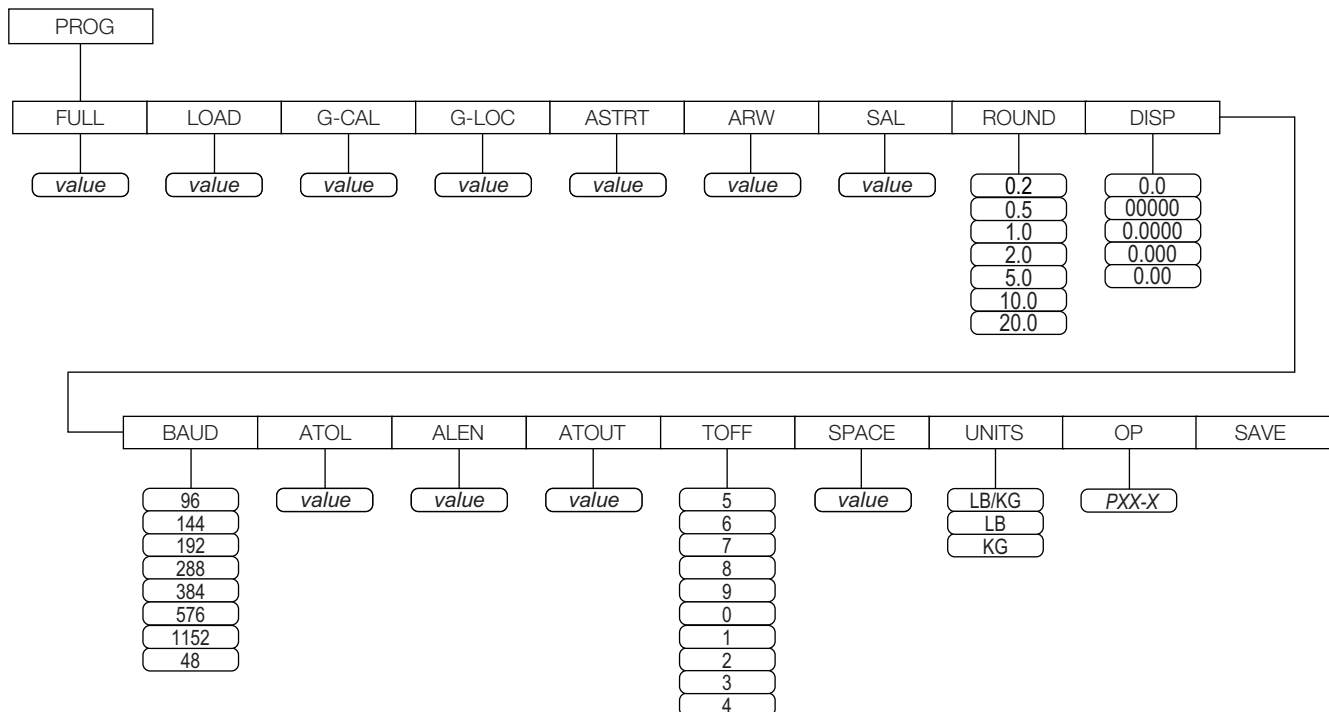 PROG
FULL LOAD G-CAL G-LOC ASTRT ARW SAL ROUND DISP
value value value value value value value 0.2 0.0
0.5 00000
1.0 0.0000
2.0 0.000
5.0 0.00
10.0
20.0
BAUD ATOL ALEN ATOUT TOFF SPACE UNITS OP SAVE
96 value value value 5 value LB/KG PXX-X
144 6 LB
192 7 KG
288 8
384 9
576 0
1152 1
48 2
3
4